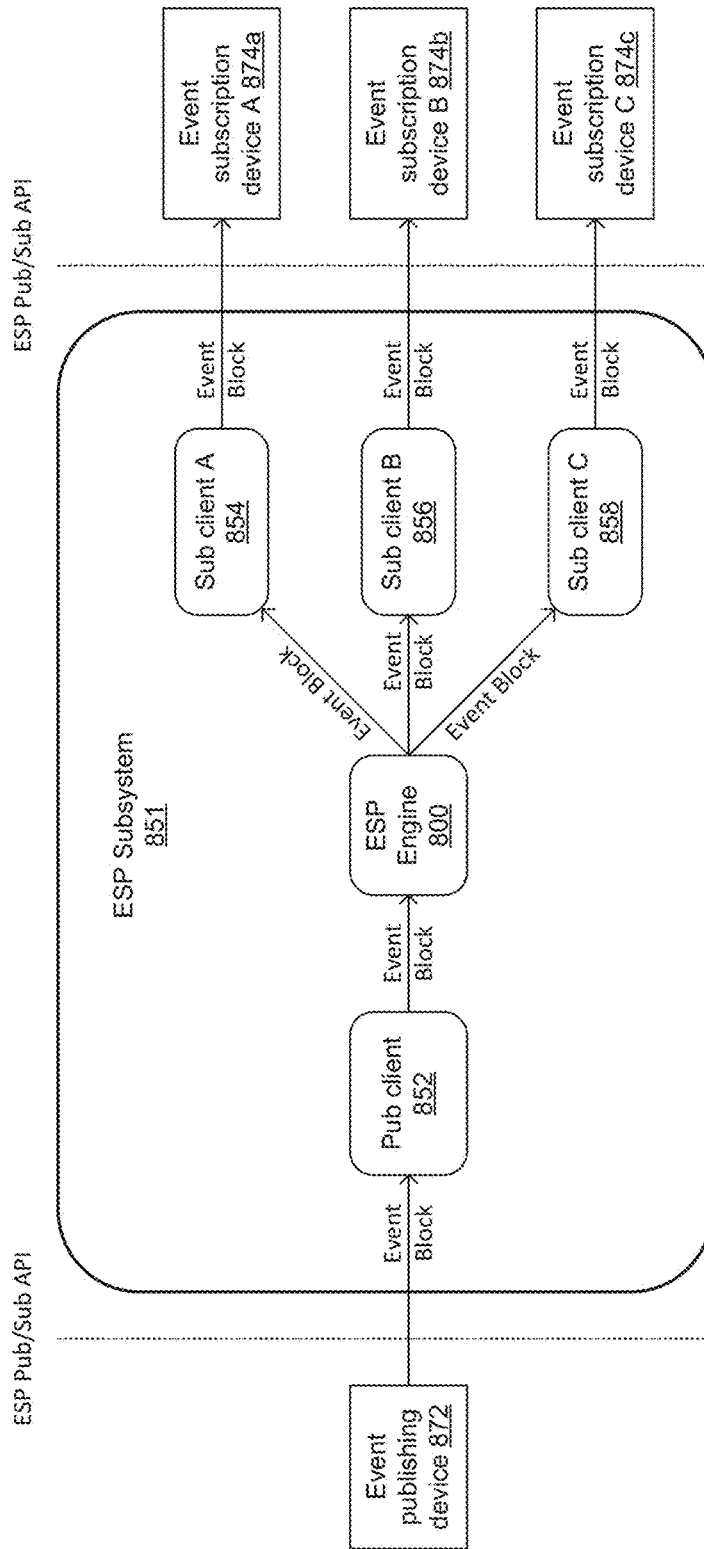 ESP Pub/Sub API
ESP Pub/Sub API
ESP Subsystem
851
Event
publishing
device 872
Event
Block
Pub client
852
Event
Block
ESP
Engine
800
Event Block
Event
Block
Event Block
Sub client A
854
Sub client B
856
Sub client C
858
Event
Block
Event
Block
Event
Block
Event
subscription
device A 874a
Event
subscription
device B 874b
Event
subscription
device C 874c